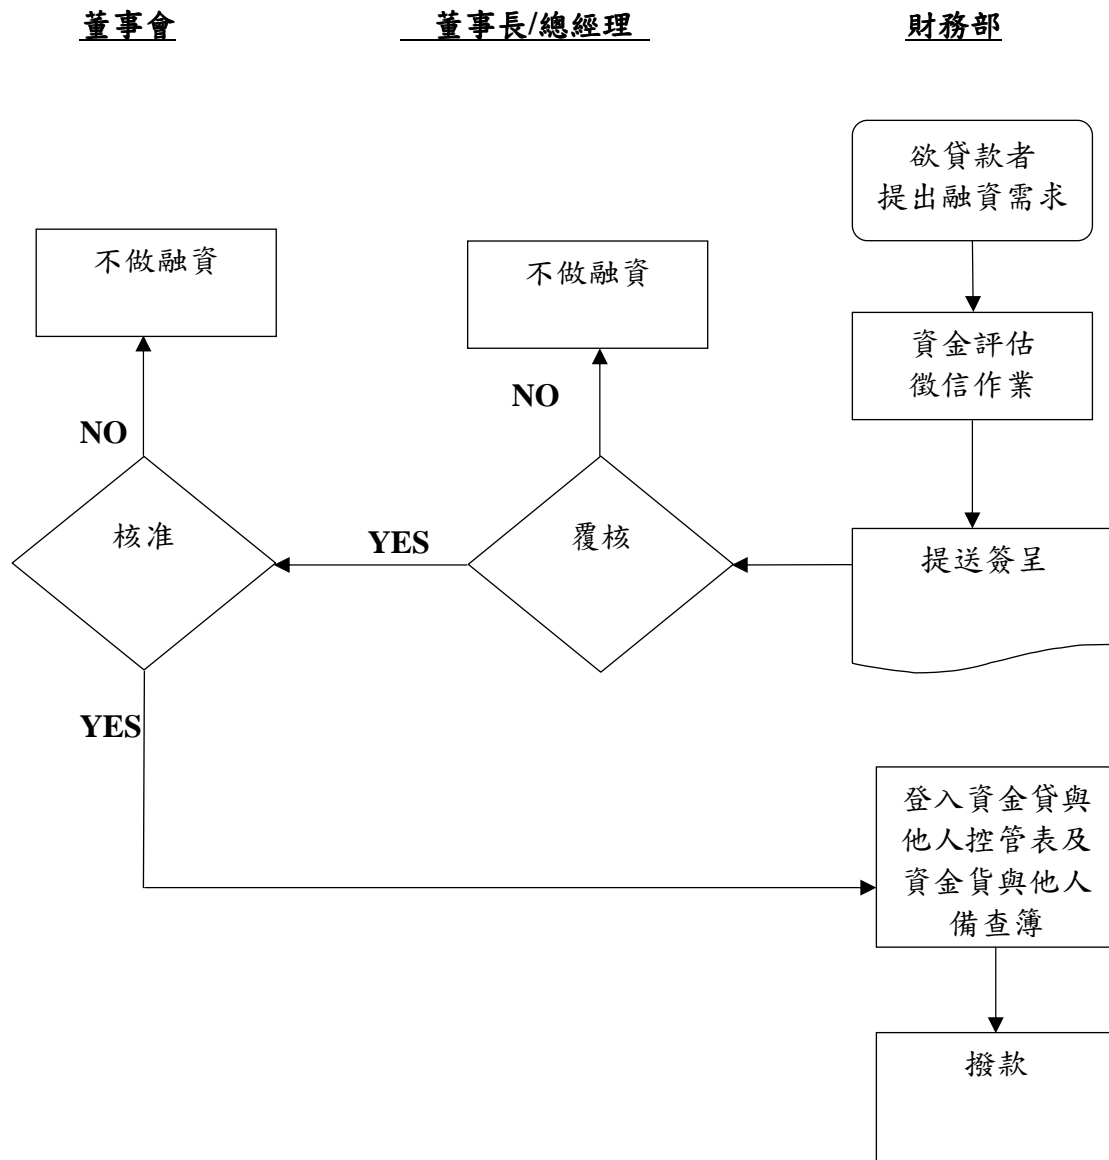 董事會
董事長/總經理
財務部
欲貸款者
提出融資需求
不做融資
不做融資
資金評估
徵信作業
NO
NO
核准
YES
覆核
提送簽呈
YES
登入資金貸與
他人控管表及
資金貨與他人
備查簿
撥款